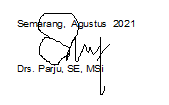 Semarang, Agustus 2021
Drs. Parju, SE, MSi